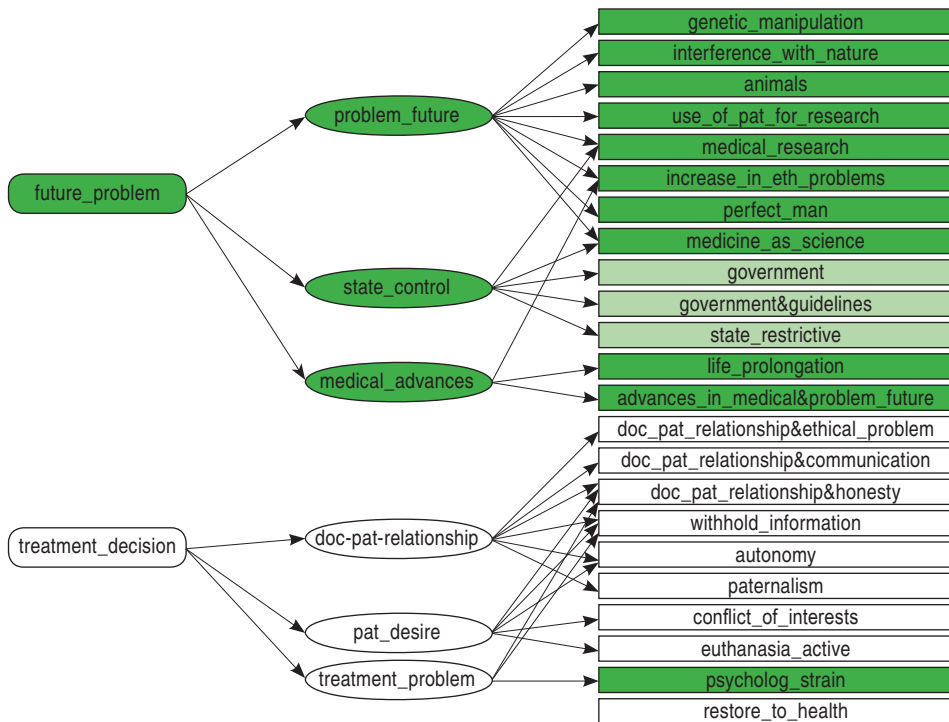 genetic_manipulation
interference_with_nature
animals
problem_future
use_of_pat_for_research
medical_research
increase_in_eth_problems
future_problem
perfect_man
medicine_as_science
government
state_control
government&guidelines
state_restrictive
life_prolongation
medical_advances
advances_in_medical&problem_future
doc_pat_relationship&ethical_problem
doc_pat_relationship&communication
doc_pat_relationship&honesty
withhold_information
treatment_decision
doc-pat-relationship
autonomy
paternalism
conflict_of_interests
pat_desire
euthanasia_active
treatment_problem
psycholog_strain
restore_to_health